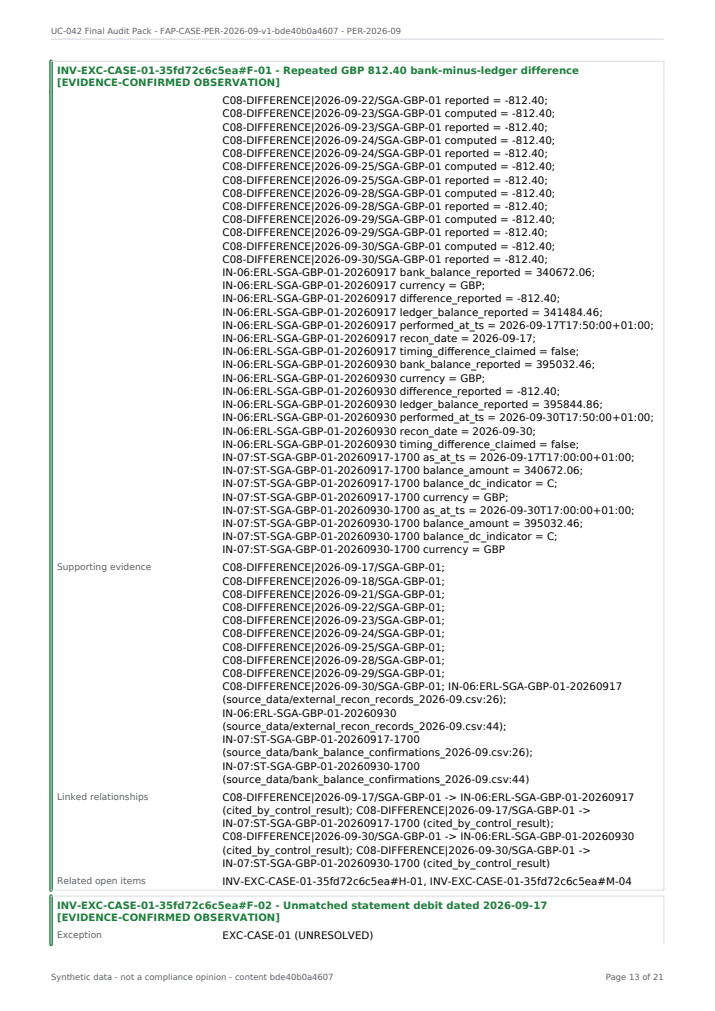 UC-042 Final Audit Pack - FAP-CASE-PER-2026-09-v1-bde40b0a4607 - PER-2026-09
INV-EXC-CASE-01-35fd72c6c5ea#F-01 - Repeated GBP 812.40 bank-minus-ledger difference
[EVIDENCE-CONFIRMED OBSERVATION]
C08-DIFFERENCE|2026-09-22/SGA-GBP-01 reported = -812.40;
C08-DIFFERENCE|2026-09-23/SGA-GBP-01 computed = -812.40;
C08-DIFFERENCE|2026-09-23/SGA-GBP-01 reported = -812.40;
C08-DIFFERENCE|2026-09-24/SGA-GBP-01 computed = -812.40;
C08-DIFFERENCE|2026-09-24/SGA-GBP-01 reported = -812.40;
C08-DIFFERENCE|2026-09-25/SGA-GBP-01 computed = -812.40;
C08-DIFFERENCE|2026-09-25/SGA-GBP-01 reported = -812.40;
C08-DIFFERENCE|2026-09-28/SGA-GBP-01 computed = -812.40;
C08-DIFFERENCE|2026-09-28/SGA-GBP-01 reported = -812.40;
C08-DIFFERENCE|2026-09-29/SGA-GBP-01 computed = -812.40;
C08-DIFFERENCE|2026-09-29/SGA-GBP-01 reported = -812.40;
C08-DIFFERENCE|2026-09-30/SGA-GBP-01 computed = -812.40;
C08-DIFFERENCE|2026-09-30/SGA-GBP-01 reported = -812.40;
IN-06:ERL-SGA-GBP-01-20260917 bank_balance_reported = 340672.06;
IN-06:ERL-SGA-GBP-01-20260917 currency = GBP;
IN-06:ERL-SGA-GBP-01-20260917 difference_reported = -812.40;
IN-06:ERL-SGA-GBP-01-20260917 ledger_balance_reported = 341484.46;
IN-06:ERL-SGA-GBP-01-20260917 performed_at_ts = 2026-09-17T17:50:00+01:00;
IN-06:ERL-SGA-GBP-01-20260917 recon_date = 2026-09-17;
IN-06:ERL-SGA-GBP-01-20260917 timing_difference_claimed = false;
IN-06:ERL-SGA-GBP-01-20260930 bank_balance_reported = 395032.46;
IN-06:ERL-SGA-GBP-01-20260930 currency = GBP;
IN-06:ERL-SGA-GBP-01-20260930 difference_reported = -812.40;
IN-06:ERL-SGA-GBP-01-20260930 ledger_balance_reported = 395844.86;
IN-06:ERL-SGA-GBP-01-20260930 performed_at_ts = 2026-09-30T17:50:00+01:00;
IN-06:ERL-SGA-GBP-01-20260930 recon_date = 2026-09-30;
IN-06:ERL-SGA-GBP-01-20260930 timing_difference_claimed = false;
IN-07:ST-SGA-GBP-01-20260917-1700 as_at_ts = 2026-09-17T17:00:00+01:00;
IN-07:ST-SGA-GBP-01-20260917-1700 balance_amount = 340672.06;
IN-07:ST-SGA-GBP-01-20260917-1700 balance_dc_indicator = C;
IN-07:ST-SGA-GBP-01-20260917-1700 currency = GBP;
IN-07:ST-SGA-GBP-01-20260930-1700 as_at_ts = 2026-09-30T17:00:00+01:00;
IN-07:ST-SGA-GBP-01-20260930-1700 balance_amount = 395032.46;
IN-07:ST-SGA-GBP-01-20260930-1700 balance_dc_indicator = C;
IN-07:ST-SGA-GBP-01-20260930-1700 currency = GBP
Supporting evidence C08-DIFFERENCE|2026-09-17/SGA-GBP-01;
C08-DIFFERENCE|2026-09-18/SGA-GBP-01;
C08-DIFFERENCE|2026-09-21/SGA-GBP-01;
C08-DIFFERENCE|2026-09-22/SGA-GBP-01;
C08-DIFFERENCE|2026-09-23/SGA-GBP-01;
C08-DIFFERENCE|2026-09-24/SGA-GBP-01;
C08-DIFFERENCE|2026-09-25/SGA-GBP-01;
C08-DIFFERENCE|2026-09-28/SGA-GBP-01;
C08-DIFFERENCE|2026-09-29/SGA-GBP-01;
C08-DIFFERENCE|2026-09-30/SGA-GBP-01; IN-06:ERL-SGA-GBP-01-20260917
(source_data/external_recon_records_2026-09.csv:26);
IN-06:ERL-SGA-GBP-01-20260930
(source_data/external_recon_records_2026-09.csv:44);
IN-07:ST-SGA-GBP-01-20260917-1700
(source_data/bank_balance_confirmations_2026-09.csv:26);
IN-07:ST-SGA-GBP-01-20260930-1700
(source_data/bank_balance_confirmations_2026-09.csv:44)
Linked relationships C08-DIFFERENCE|2026-09-17/SGA-GBP-01 -> IN-06:ERL-SGA-GBP-01-20260917
(cited_by_control_result); C08-DIFFERENCE|2026-09-17/SGA-GBP-01 ->
IN-07:ST-SGA-GBP-01-20260917-1700 (cited_by_control_result);
C08-DIFFERENCE|2026-09-30/SGA-GBP-01 -> IN-06:ERL-SGA-GBP-01-20260930
(cited_by_control_result); C08-DIFFERENCE|2026-09-30/SGA-GBP-01 ->
IN-07:ST-SGA-GBP-01-20260930-1700 (cited_by_control_result)
Related open items INV-EXC-CASE-01-35fd72c6c5ea#H-01, INV-EXC-CASE-01-35fd72c6c5ea#M-04
INV-EXC-CASE-01-35fd72c6c5ea#F-02 - Unmatched statement debit dated 2026-09-17
[EVIDENCE-CONFIRMED OBSERVATION]
Exception EXC-CASE-01 (UNRESOLVED)
Synthetic data - not a compliance opinion - content bde40b0a4607
Page 13 of 21